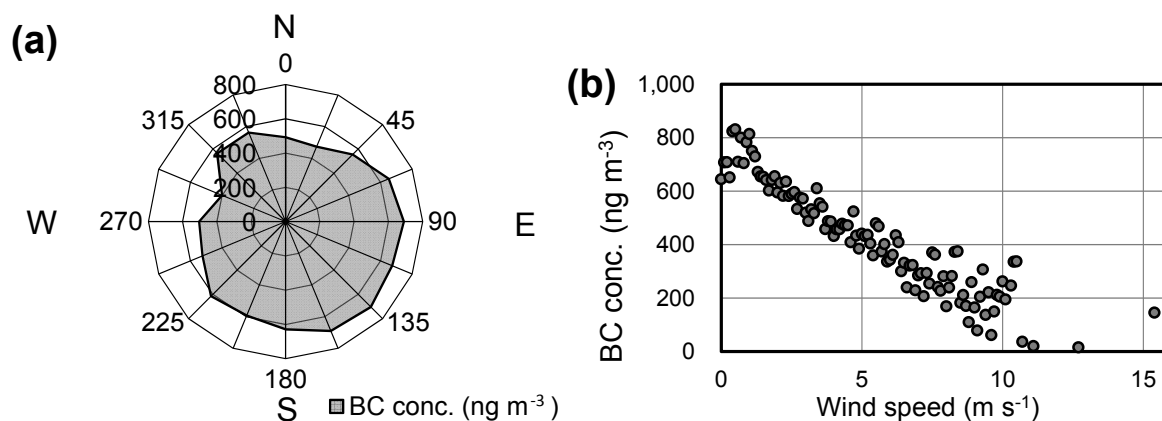 (a)
N
0
800
600
400
200
0
45
90
E
135
180
S
225
W
270
315
BC conc. (ng m-3)
(b)
BC conc. (ng m-3)
1,000
800
600
400
200
0
0
5
10
15
Wind speed (m s-1)